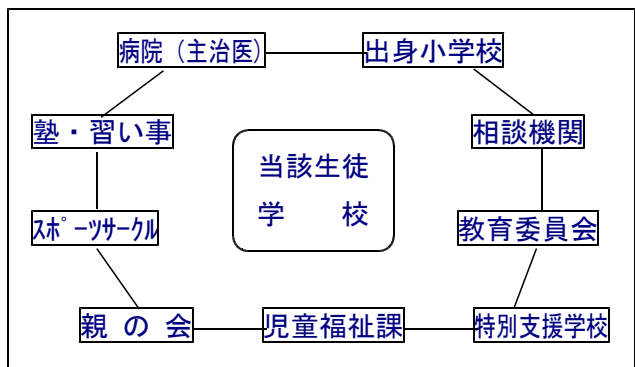 病院（主治医）
出身小学校
塾・習い事
相談機関
当該生徒
学　　校
ｽﾎﾟｰﾂｻｰｸﾙ
教育委員会
親 の 会
児童福祉課
特別支援学校